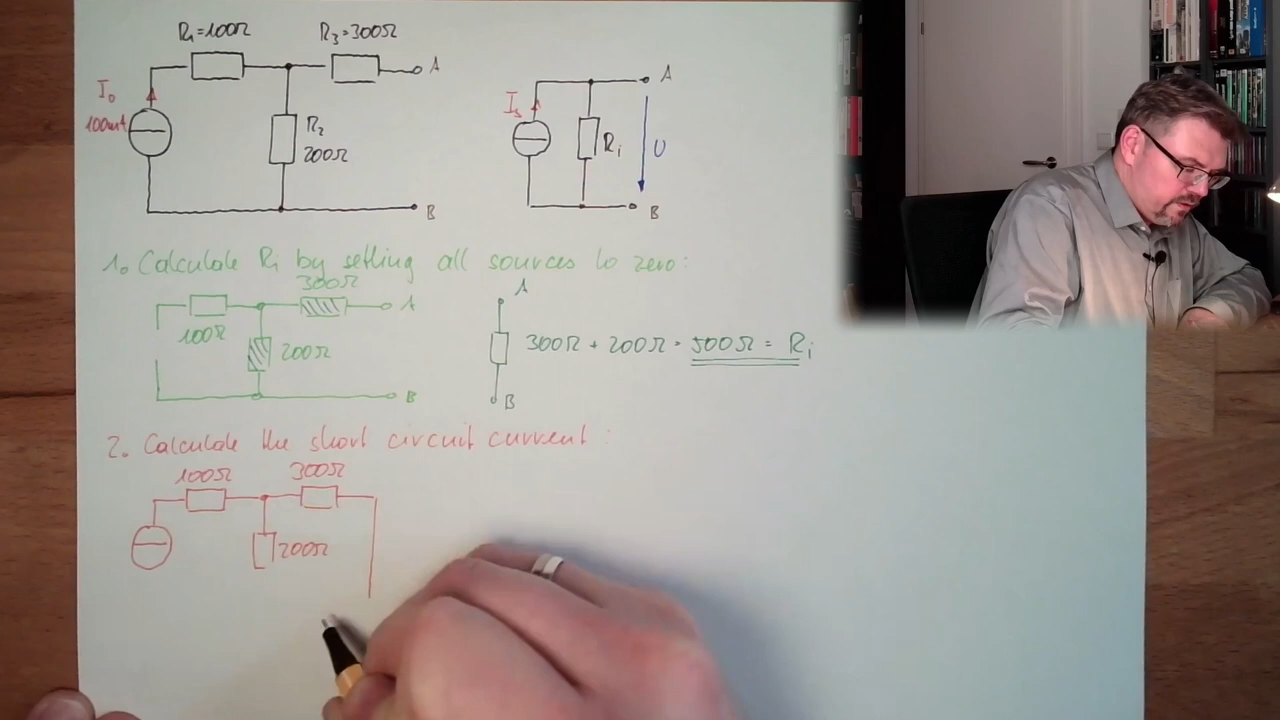 R₁=100Ω R₃=300Ω
A
I₀
100mA
R₂
200Ω
B
A
Iₛ
Rᵢ
U
B
1. Calculate Rᵢ by setting all sources to zero:
300Ω
A
100Ω
200Ω
B
A
300Ω + 200Ω = 500Ω = Rᵢ
B
2. Calculate the short circuit current:
100Ω 300Ω
200Ω